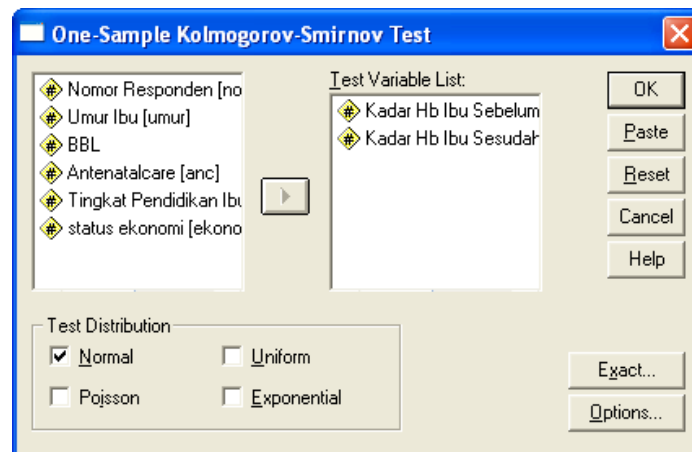 One-Sample Kolmogorov-Smirnov Test
Nomor Responden [no
Umur Ibu [umur]
BBL
Antenatalcare [anc]
Tingkat Pendidikan Ibu
status ekonomi [ekono
Test Variable List:
Kadar Hb Ibu Sebelum
Kadar Hb Ibu Sesudah
OK
Paste
Reset
Cancel
Help
Test Distribution
Normal
Uniform
Poisson
Exponential
Exact...
Options...